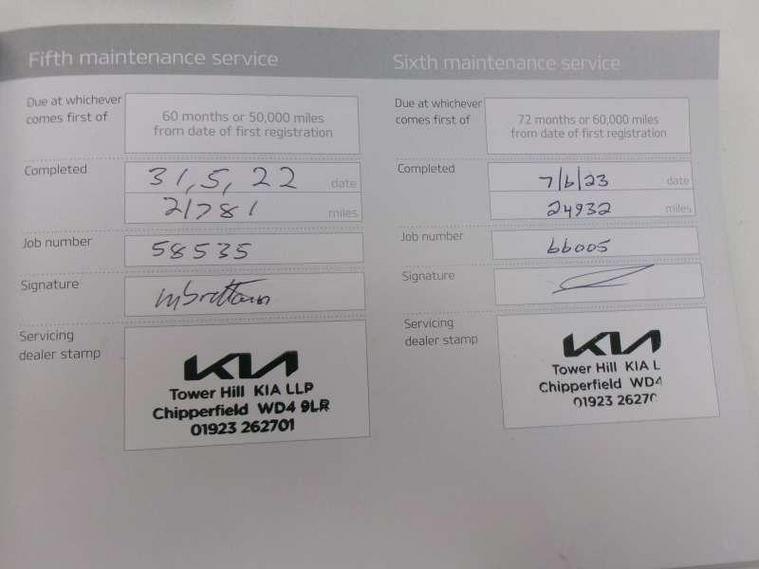 Fifth maintenance service
Due at whichever
comes first of
60 months or 50,000 miles
from date of first registration
Completed
31,5,22 date
21781 miles
Job number
58535
Signature
Servicing
dealer stamp
KIA
Tower Hill KIA LLP
Chipperfield WD4 9LR
01923 262701
Sixth maintenance service
Due at whichever
comes first of
72 months or 60,000 miles
from date of first registration
Completed
7/6/23 date
24932 miles
Job number
66005
Signature
Servicing
dealer stamp
KIA
Tower Hill KIA L
Chipperfield WD4
01923 2627